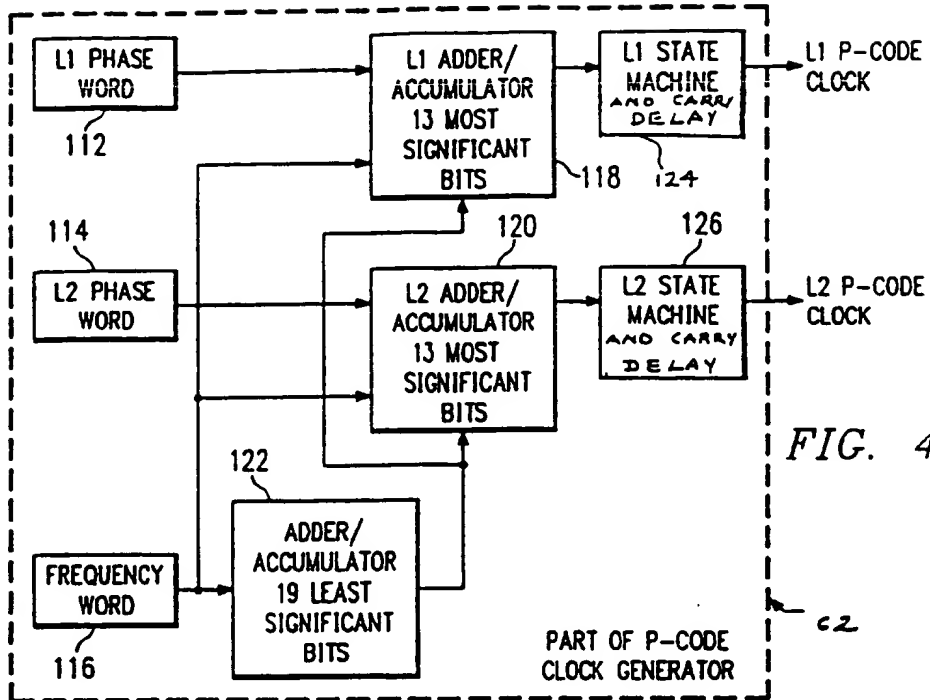 L1 PHASE
WORD
112
L1 ADDER/
ACCUMULATOR
13 MOST
SIGNIFICANT
BITS
118
L1 STATE
MACHINE
AND CARRY
DELAY
124
L1 P-CODE
CLOCK
114
L2 PHASE
WORD
120
L2 ADDER/
ACCUMULATOR
13 MOST
SIGNIFICANT
BITS
126
L2 STATE
MACHINE
AND CARRY
DELAY
L2 P-CODE
CLOCK
FIG. 4
122
ADDER/
ACCUMULATOR
19 LEAST
SIGNIFICANT
BITS
FREQUENCY
WORD
116
PART OF P-CODE
CLOCK GENERATOR
62